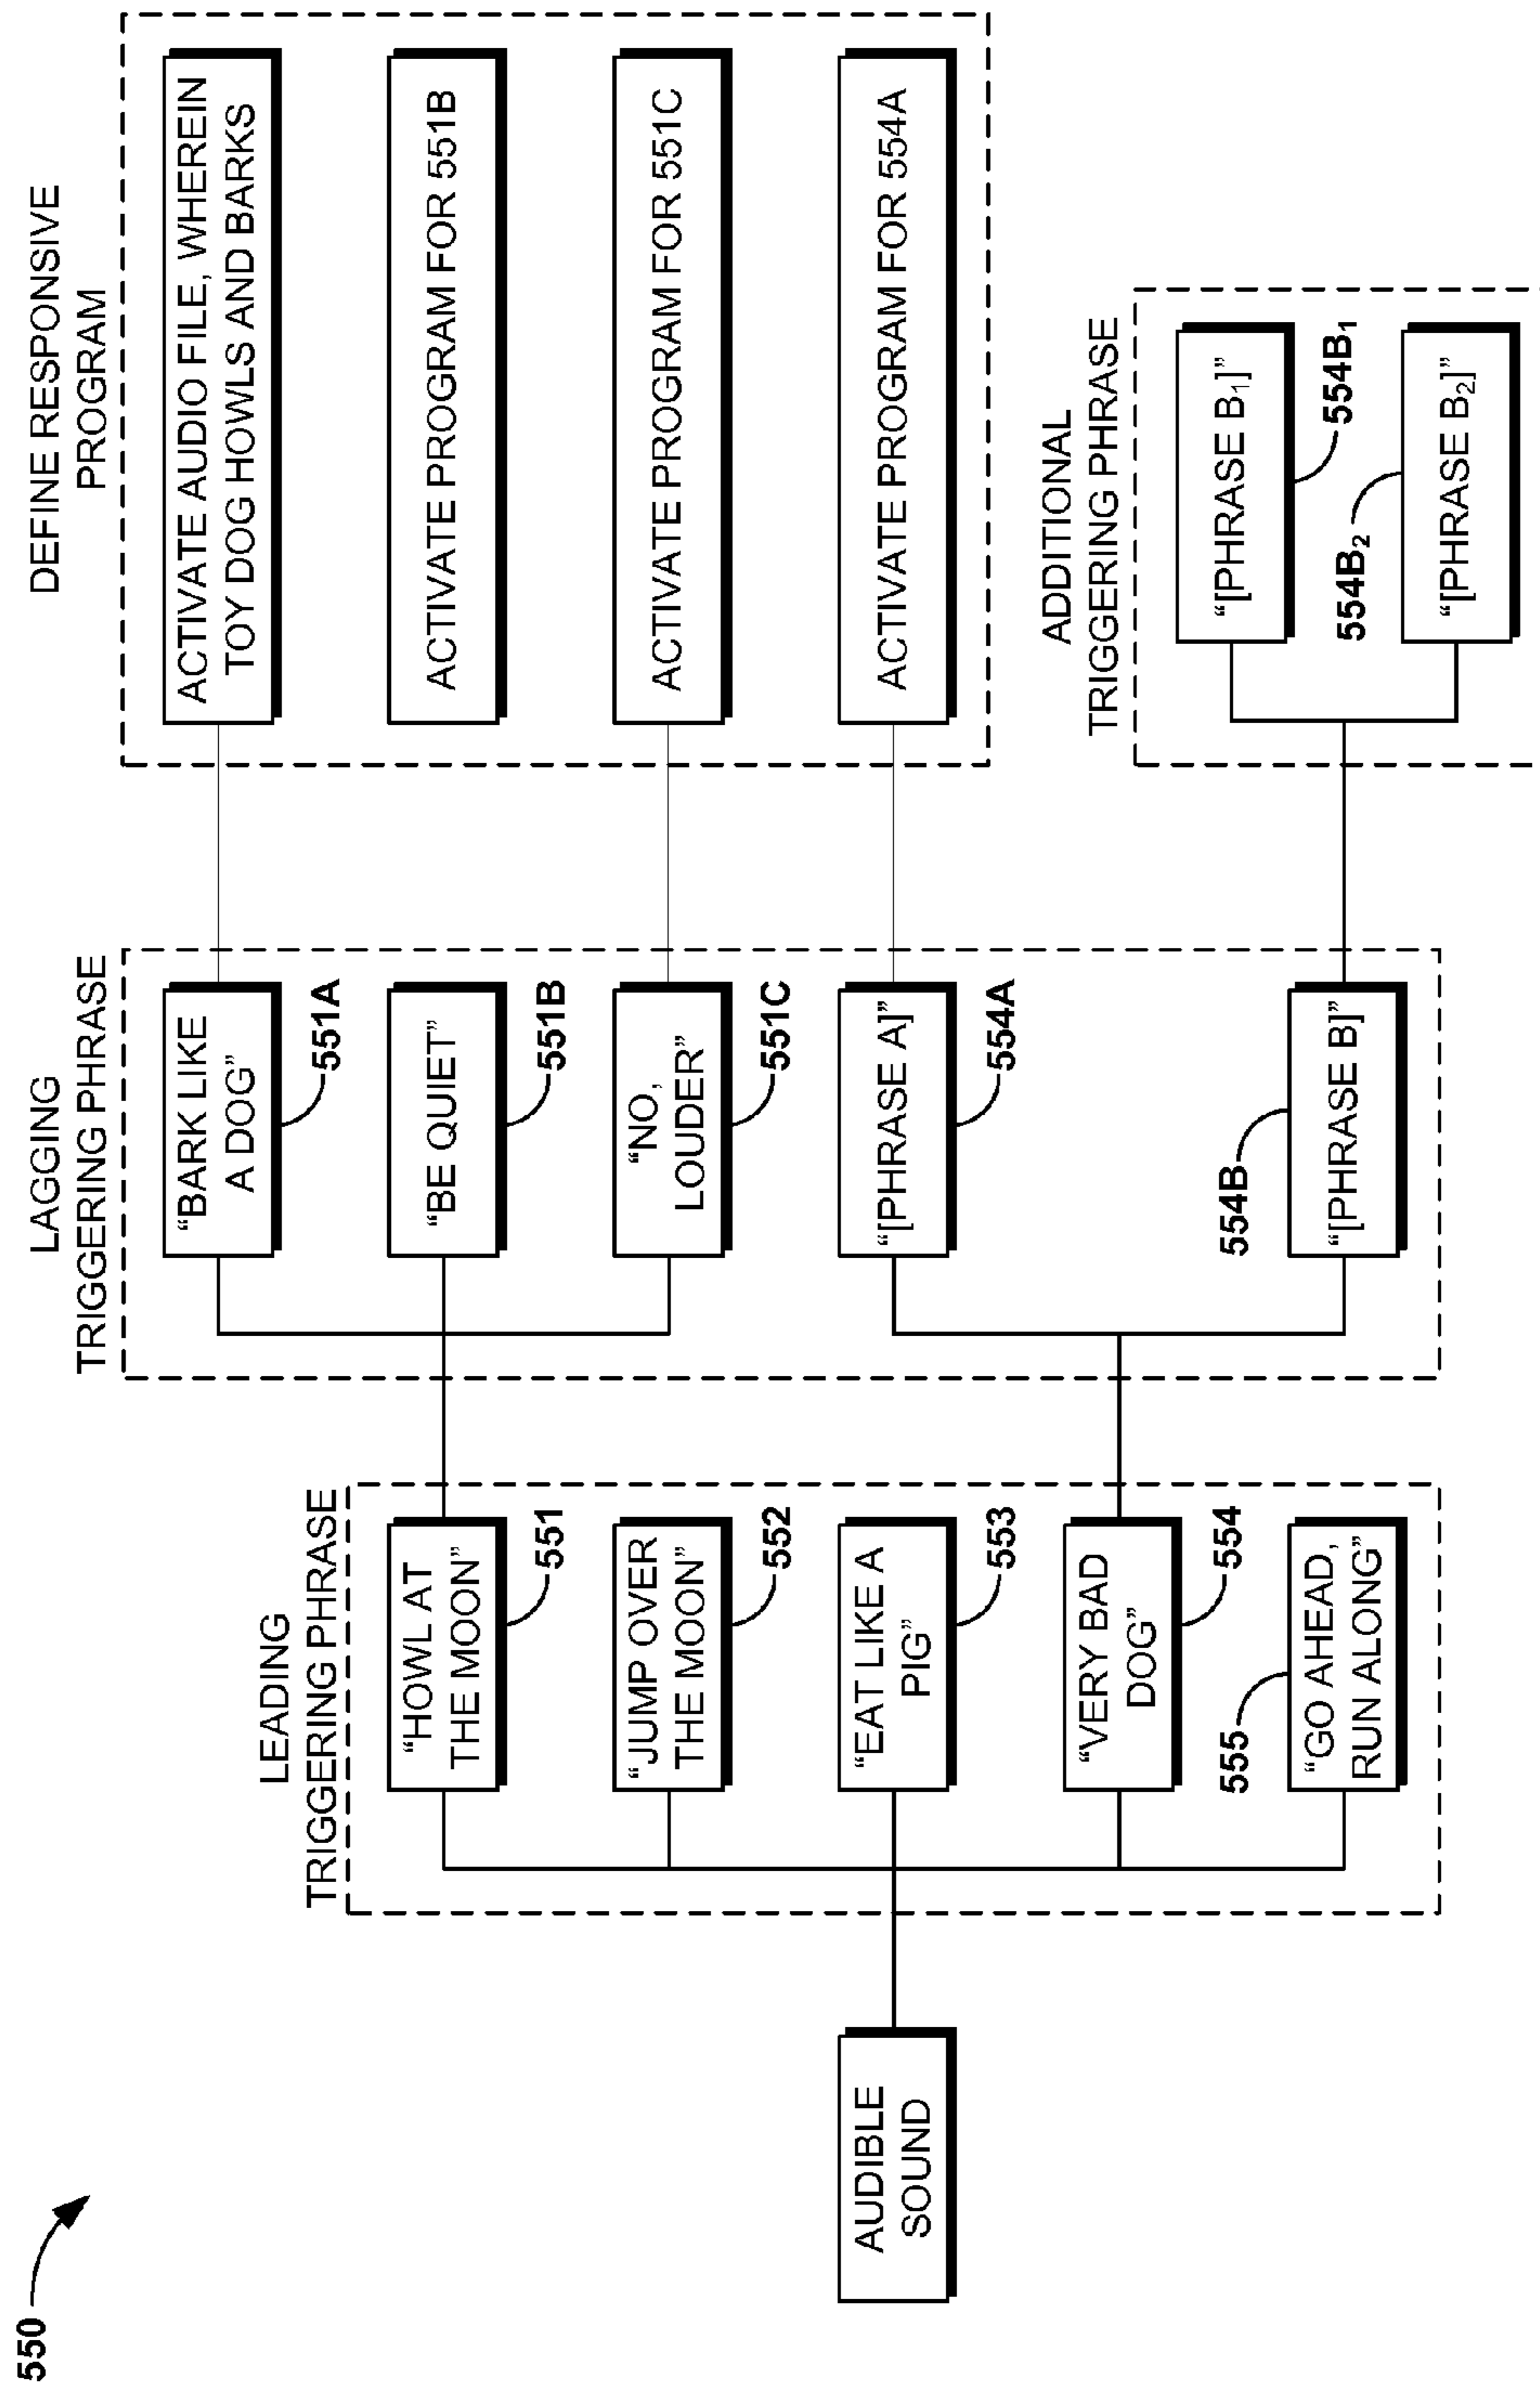 550
AUDIBLE
SOUND
LEADING
TRIGGERING PHRASE
“HOWL AT
THE MOON”
551
“JUMP OVER
THE MOON”
552
“EAT LIKE A
PIG”
553
“VERY BAD
DOG”
554
555
“GO AHEAD,
RUN ALONG”
LAGGING
TRIGGERING PHRASE
“BARK LIKE
A DOG”
551A
“BE QUIET”
551B
“NO,
LOUDER”
551C
“[PHRASE A]”
554A
554B
“[PHRASE B]”
DEFINE RESPONSIVE
PROGRAM
ACTIVATE AUDIO FILE, WHEREIN
TOY DOG HOWLS AND BARKS
ACTIVATE PROGRAM FOR 551B
ACTIVATE PROGRAM FOR 551C
ACTIVATE PROGRAM FOR 554A
ADDITIONAL
TRIGGERING PHRASE
“[PHRASE B₁]”
554B₁
554B₂
“[PHRASE B₂]”